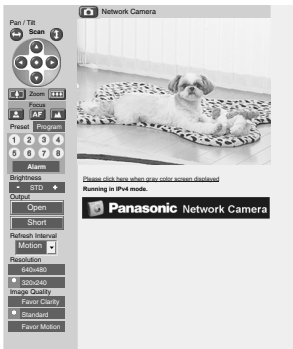 Pan / Tilt
Scan
Zoom
Focus
AF
Preset Program
1 2 3 4
5 6 7 8
Alarm
Brightness
- STD +
Output
Open
Short
Refresh Interval
Motion
Resolution
640x480
320x240
Image Quality
Favor Clarity
Standard
Favor Motion
Network Camera
Please click here when gray color screen displayed
Running in IPv4 mode.
Panasonic Network Camera